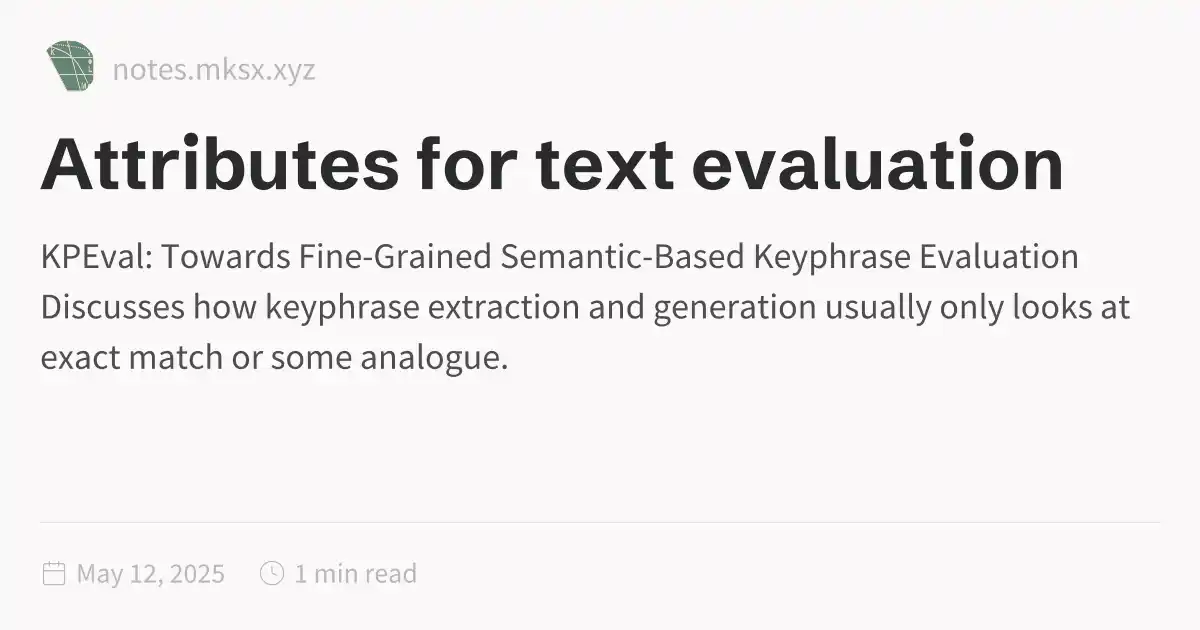 notes.mksx.xyz
Attributes for text evaluation
KPEval: Towards Fine-Grained Semantic-Based Keyphrase Evaluation
Discusses how keyphrase extraction and generation usually only looks at
exact match or some analogue.
May 12, 2025
1 min read